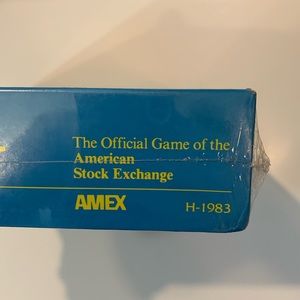 The Official Game of the
American
Stock Exchange
AMEX
H-1983